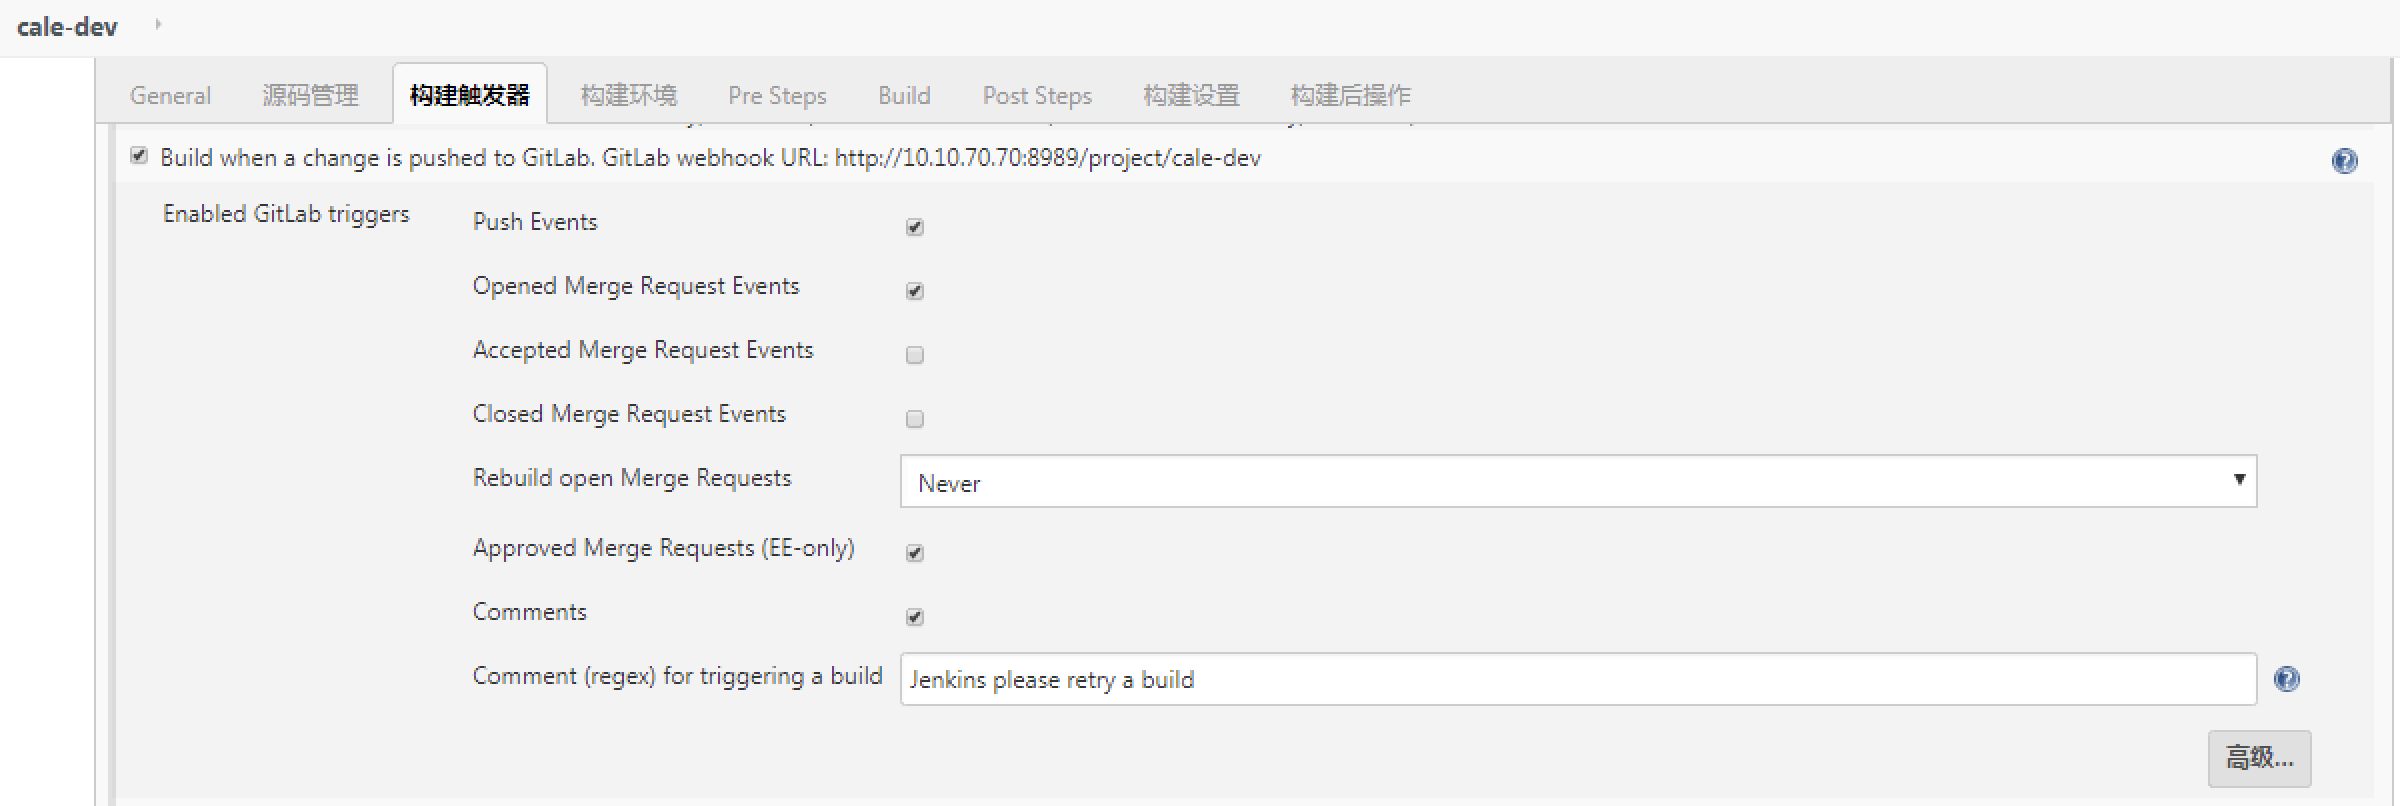 cale-dev
General 源码管理 构建触发器 构建环境 Pre Steps Build Post Steps 构建设置 构建后操作
Build when a change is pushed to GitLab. GitLab webhook URL: http://10.10.70.70:8989/project/cale-dev
Enabled GitLab triggers Push Events
Opened Merge Request Events
Accepted Merge Request Events
Closed Merge Request Events
Rebuild open Merge Requests Never
Approved Merge Requests (EE-only)
Comments
Comment (regex) for triggering a build Jenkins please retry a build
高级...